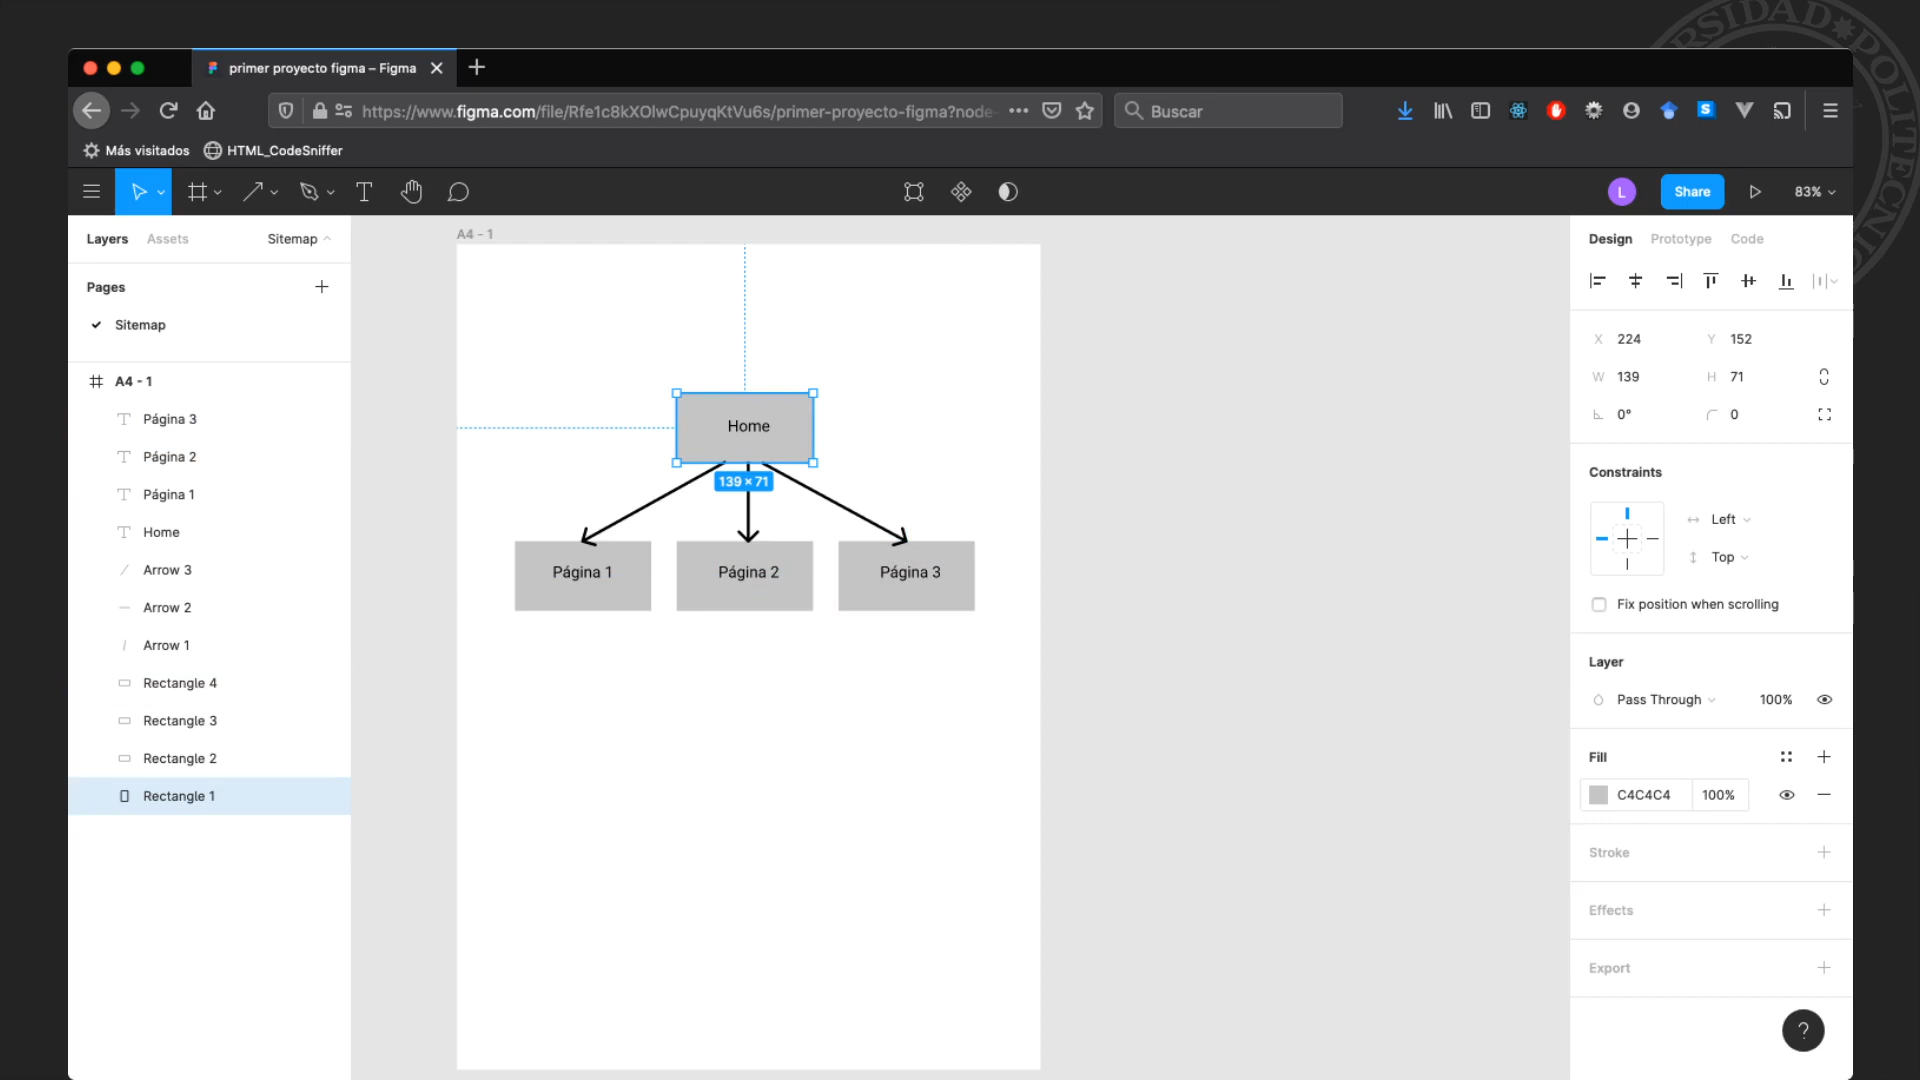 primer proyecto figma – Figma
https://www.figma.com/file/Rfe1c8kXOlwCpuyqKtVu6s/primer-proyecto-figma?node-
Buscar
Más visitados
HTML_CodeSniffer
L
Share
83%
Layers
Assets
Sitemap
Pages
Sitemap
A4 - 1
Página 3
Página 2
Página 1
Home
Arrow 3
Arrow 2
Arrow 1
Rectangle 4
Rectangle 3
Rectangle 2
Rectangle 1
A4 - 1
Home
139 × 71
Página 1
Página 2
Página 3
Design
Prototype
Code
X 224
Y 152
W 139
H 71
0°
0
Constraints
Left
Top
Fix position when scrolling
Layer
Pass Through
100%
Fill
C4C4C4
100%
Stroke
Effects
Export
?